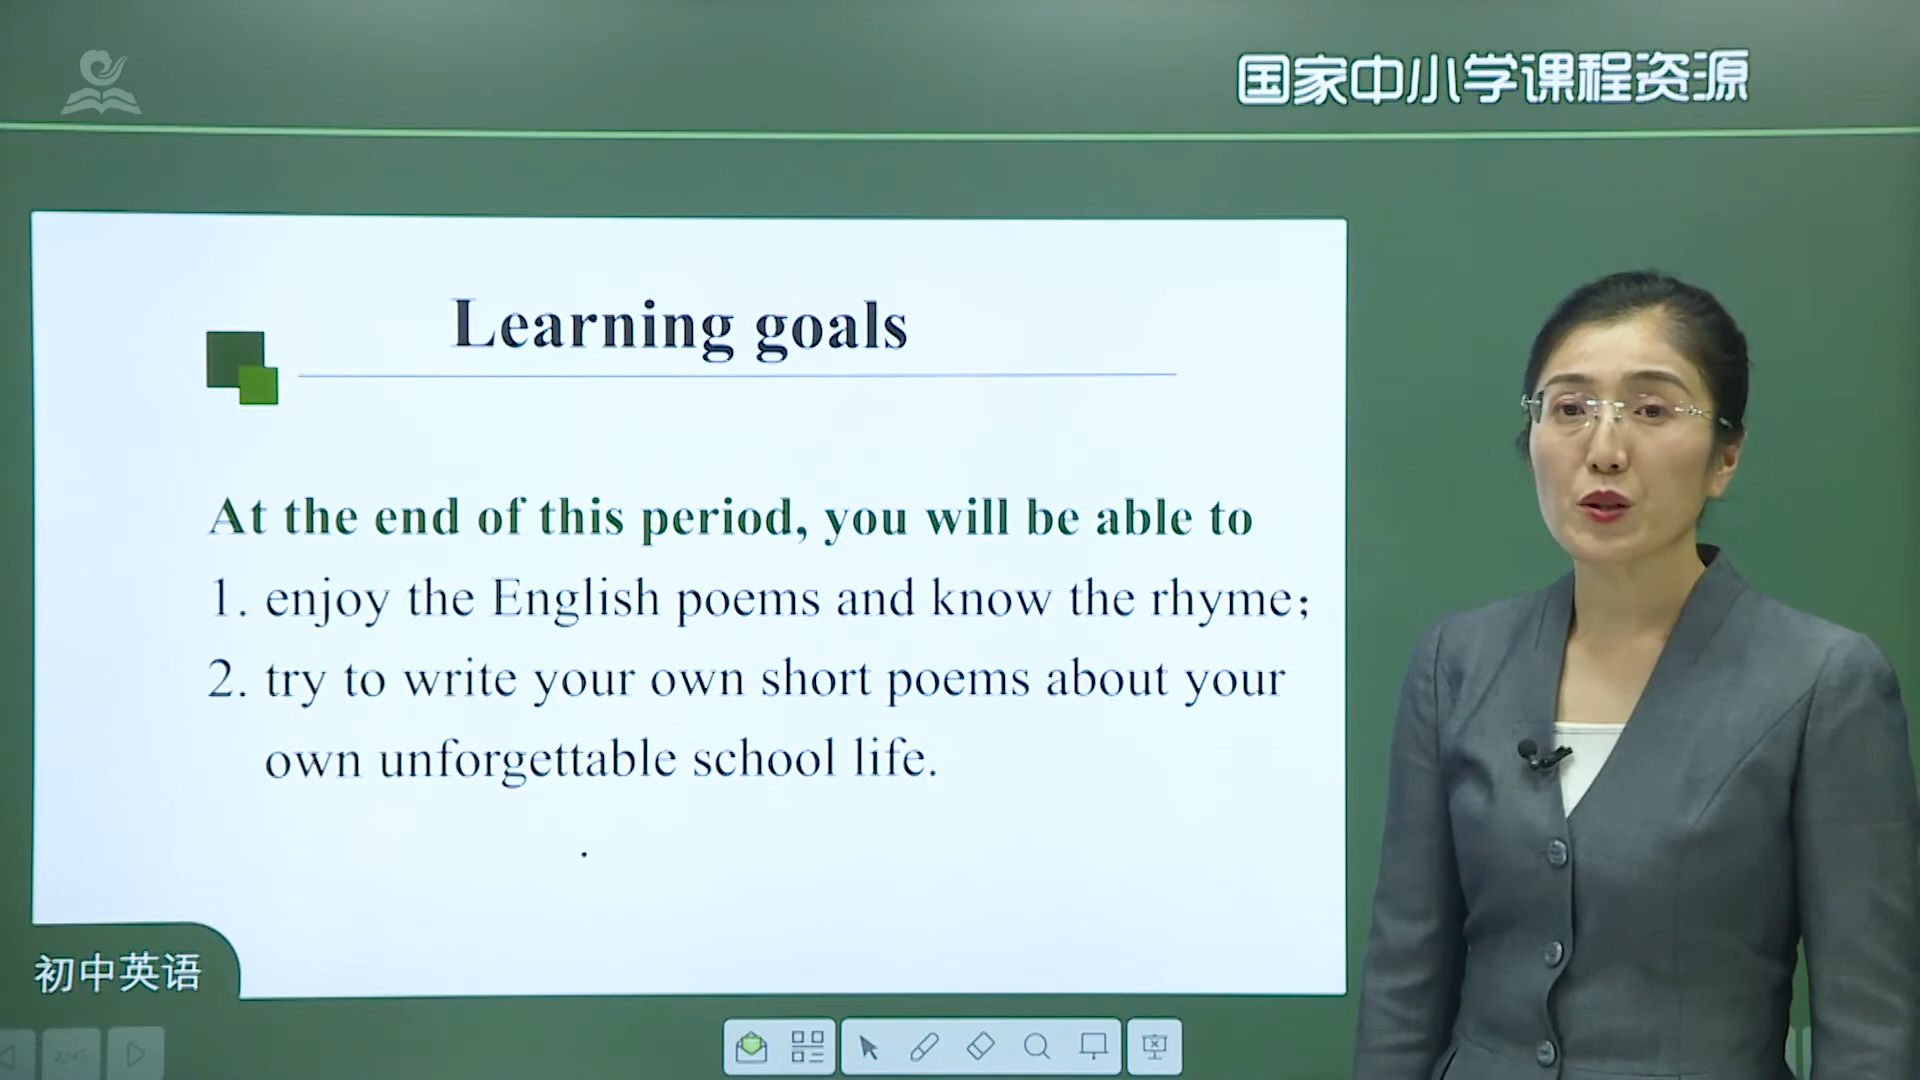 国家中小学课程资源
Learning goals
At the end of this period, you will be able to
1. enjoy the English poems and know the rhyme;
2. try to write your own short poems about your
own unforgettable school life.
.
初中英语